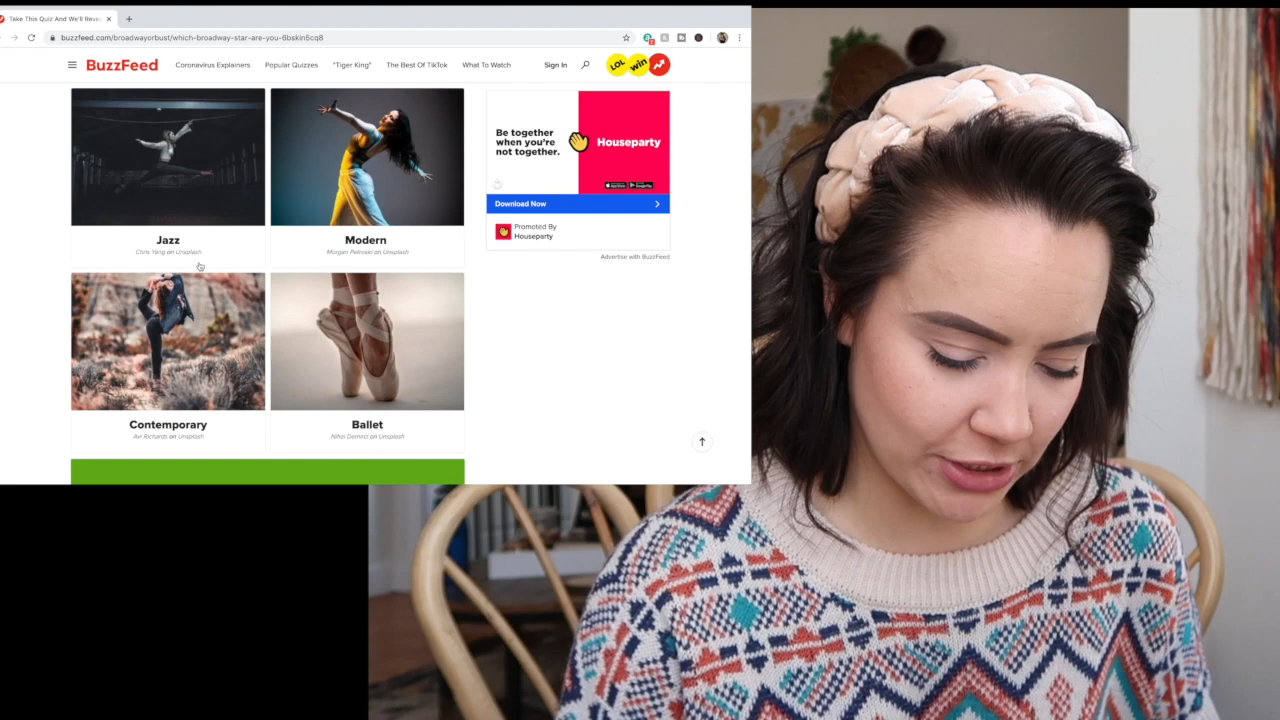 Take This Quiz And We'll Reve
buzzfeed.com/broadwayorbust/which-broadway-star-are-you-6bskin5cq8
BuzzFeed
Coronavirus Explainers
Popular Quizzes
"Tiger King"
The Best Of TikTok
What To Watch
Sign In
LOL
win
Jazz
Chris Yang on Unsplash
Modern
Morgan Petroski on Unsplash
Contemporary
Avi Richards on Unsplash
Ballet
Nihal Demirci on Unsplash
Be together
when you're
not together.
Houseparty
Download Now
Promoted By
Houseparty
Advertise with BuzzFeed